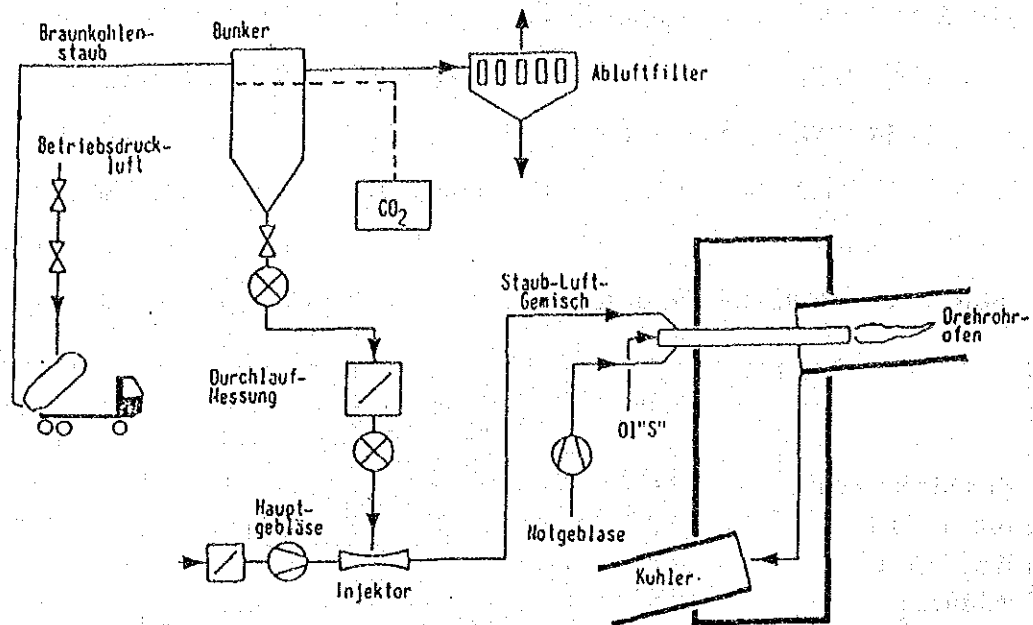 Braunkohlen-
staub
Bunker
Abluftfilter
Betriebsdruck-
luft
CO2
Staub-Luft-
Gemisch
Drehrohr-
ofen
Durchlauf-
Messung
Öl"S"
Haupt-
gebläse
Notgebläse
Injektor
Kühler